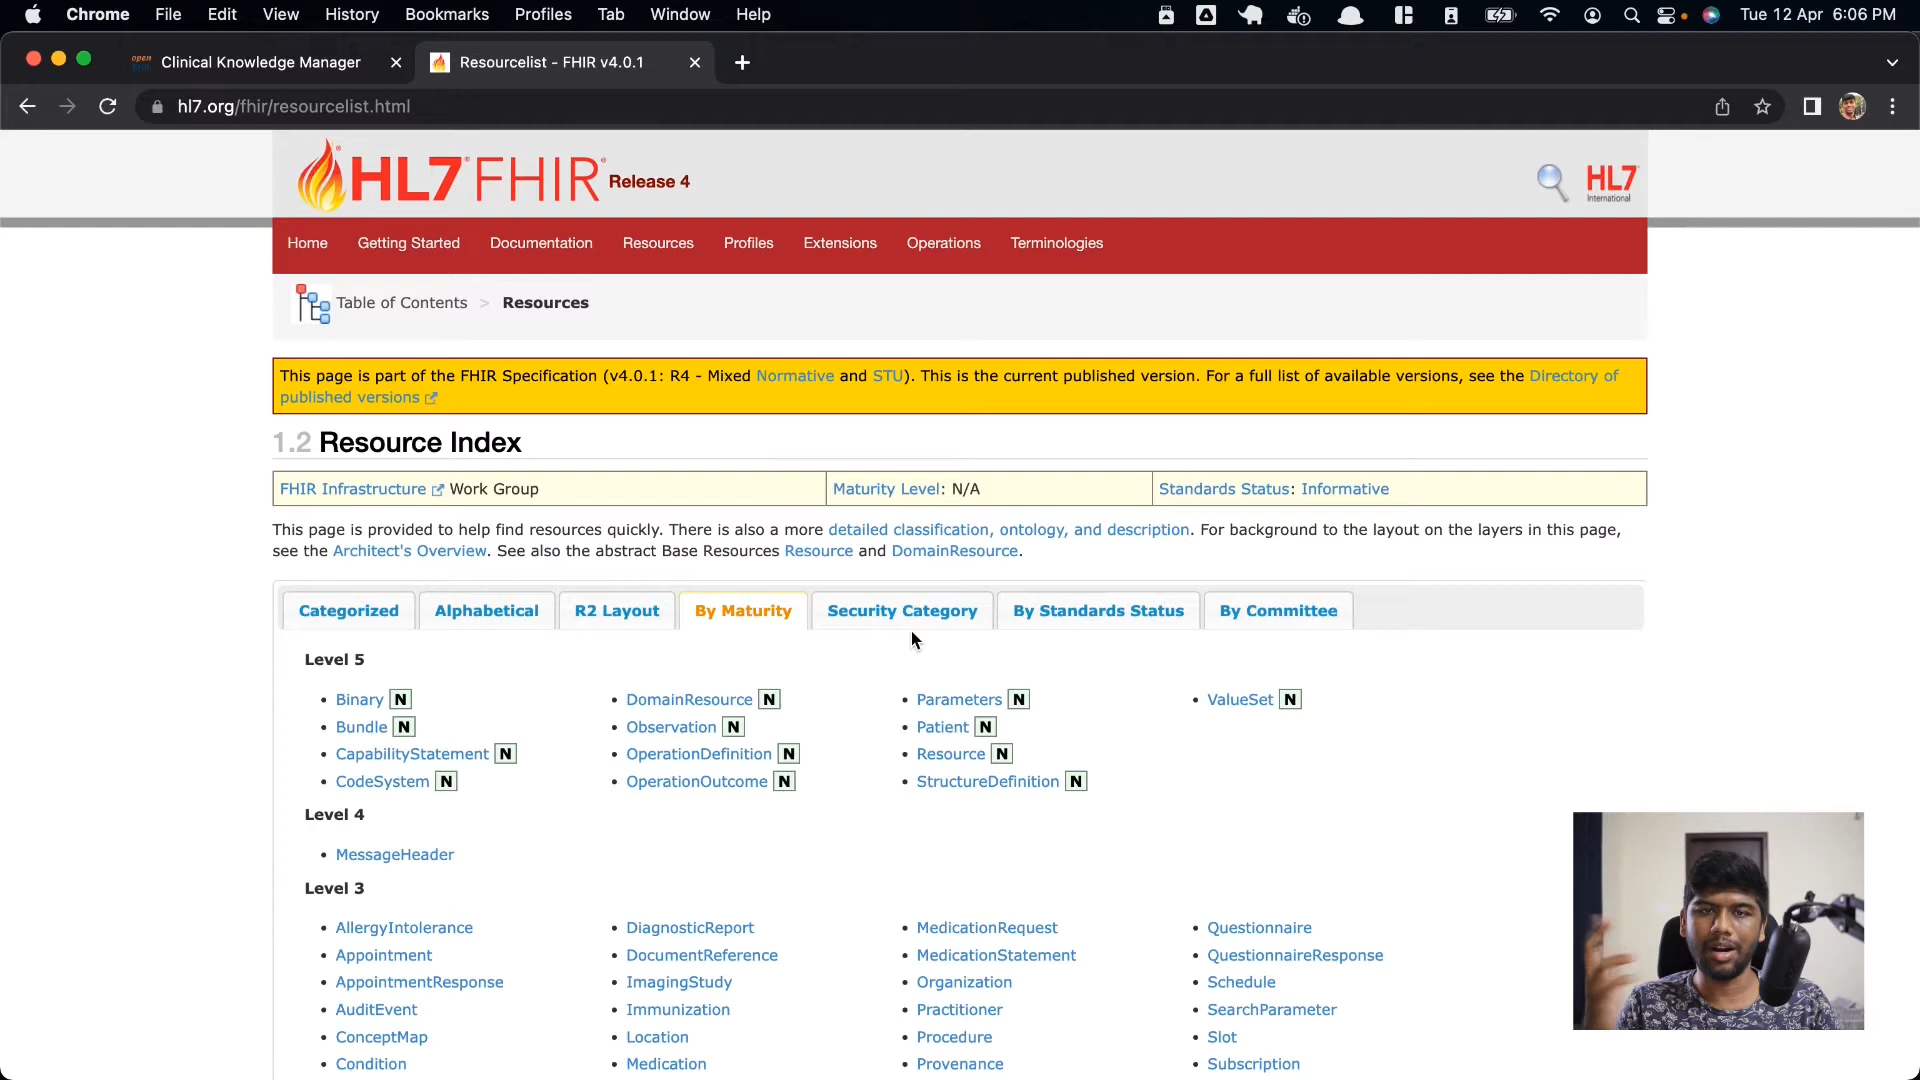 Chrome File Edit View History Bookmarks Profiles Tab Window Help Tue 12 Apr 6:06 PM
open Clinical Knowledge Manager Resourcelist - FHIR v4.0.1
hl7.org/fhir/resourcelist.html
HL7 FHIR Release 4 HL7 International
Home Getting Started Documentation Resources Profiles Extensions Operations Terminologies
Table of Contents > Resources
This page is part of the FHIR Specification (v4.0.1: R4 - Mixed Normative and STU). This is the current published version. For a full list of available versions, see the Directory of
published versions
1.2 Resource Index
FHIR Infrastructure Work Group Maturity Level: N/A Standards Status: Informative
This page is provided to help find resources quickly. There is also a more detailed classification, ontology, and description. For background to the layout on the layers in this page,
see the Architect's Overview. See also the abstract Base Resources Resource and DomainResource.
Categorized Alphabetical R2 Layout By Maturity Security Category By Standards Status By Committee
Level 5
• Binary N • DomainResource N • Parameters N • ValueSet N
• Bundle N • Observation N • Patient N
• CapabilityStatement N • OperationDefinition N • Resource N
• CodeSystem N • OperationOutcome N • StructureDefinition N
Level 4
• MessageHeader
Level 3
• AllergyIntolerance • DiagnosticReport • MedicationRequest • Questionnaire
• Appointment • DocumentReference • MedicationStatement • QuestionnaireResponse
• AppointmentResponse • ImagingStudy • Organization • Schedule
• AuditEvent • Immunization • Practitioner • SearchParameter
• ConceptMap • Location • Procedure • Slot
• Condition • Medication • Provenance • Subscription